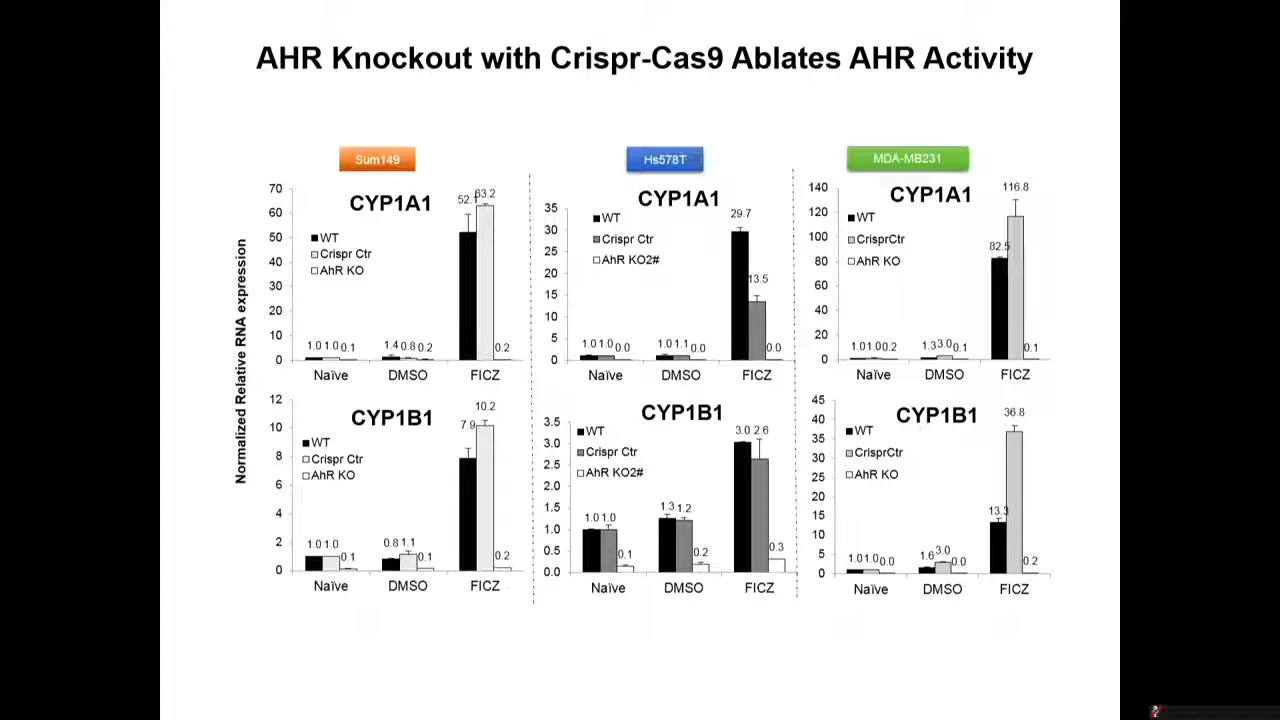 AHR Knockout with Crispr-Cas9 Ablates AHR Activity
Sum149
Hs578T
MDA-MB231
Normalized Relative RNA expression
CYP1A1
70
60
50
40
30
20
10
0
WT
Crispr Ctr
AhR KO
1.0 1.0 0.1
1.4 0.8 0.2
63.2
0.2
Naïve DMSO FICZ
CYP1A1
35
30
25
20
15
10
5
0
WT
Crispr Ctr
AhR KO2#
1.0 1.0 0.0
1.0 1.1 0.0
29.7
13.5
0.0
Naïve DMSO FICZ
CYP1A1
140
120
100
80
60
40
20
0
WT
CrisprCtr
AhR KO
1.0 1.0 0.2
1.3 3.0 0.1
82.5
116.8
0.1
Naïve DMSO FICZ
CYP1B1
12
10
8
6
4
2
0
WT
Crispr Ctr
AhR KO
1.0 1.0 0.1
0.8 1.1 0.1
7.9
10.2
0.2
Naïve DMSO FICZ
CYP1B1
3.5
3.0
2.5
2.0
1.5
1.0
0.5
0.0
WT
Crispr Ctr
AhR KO2#
1.0 1.0 0.1
1.3 1.2 0.2
3.0 2.6 0.3
Naïve DMSO FICZ
CYP1B1
45
40
35
30
25
20
15
10
5
0
WT
CrisprCtr
AhR KO
1.0 1.0 0.0
1.6 3.0 0.0
13.3
36.8
0.2
Naïve DMSO FICZ